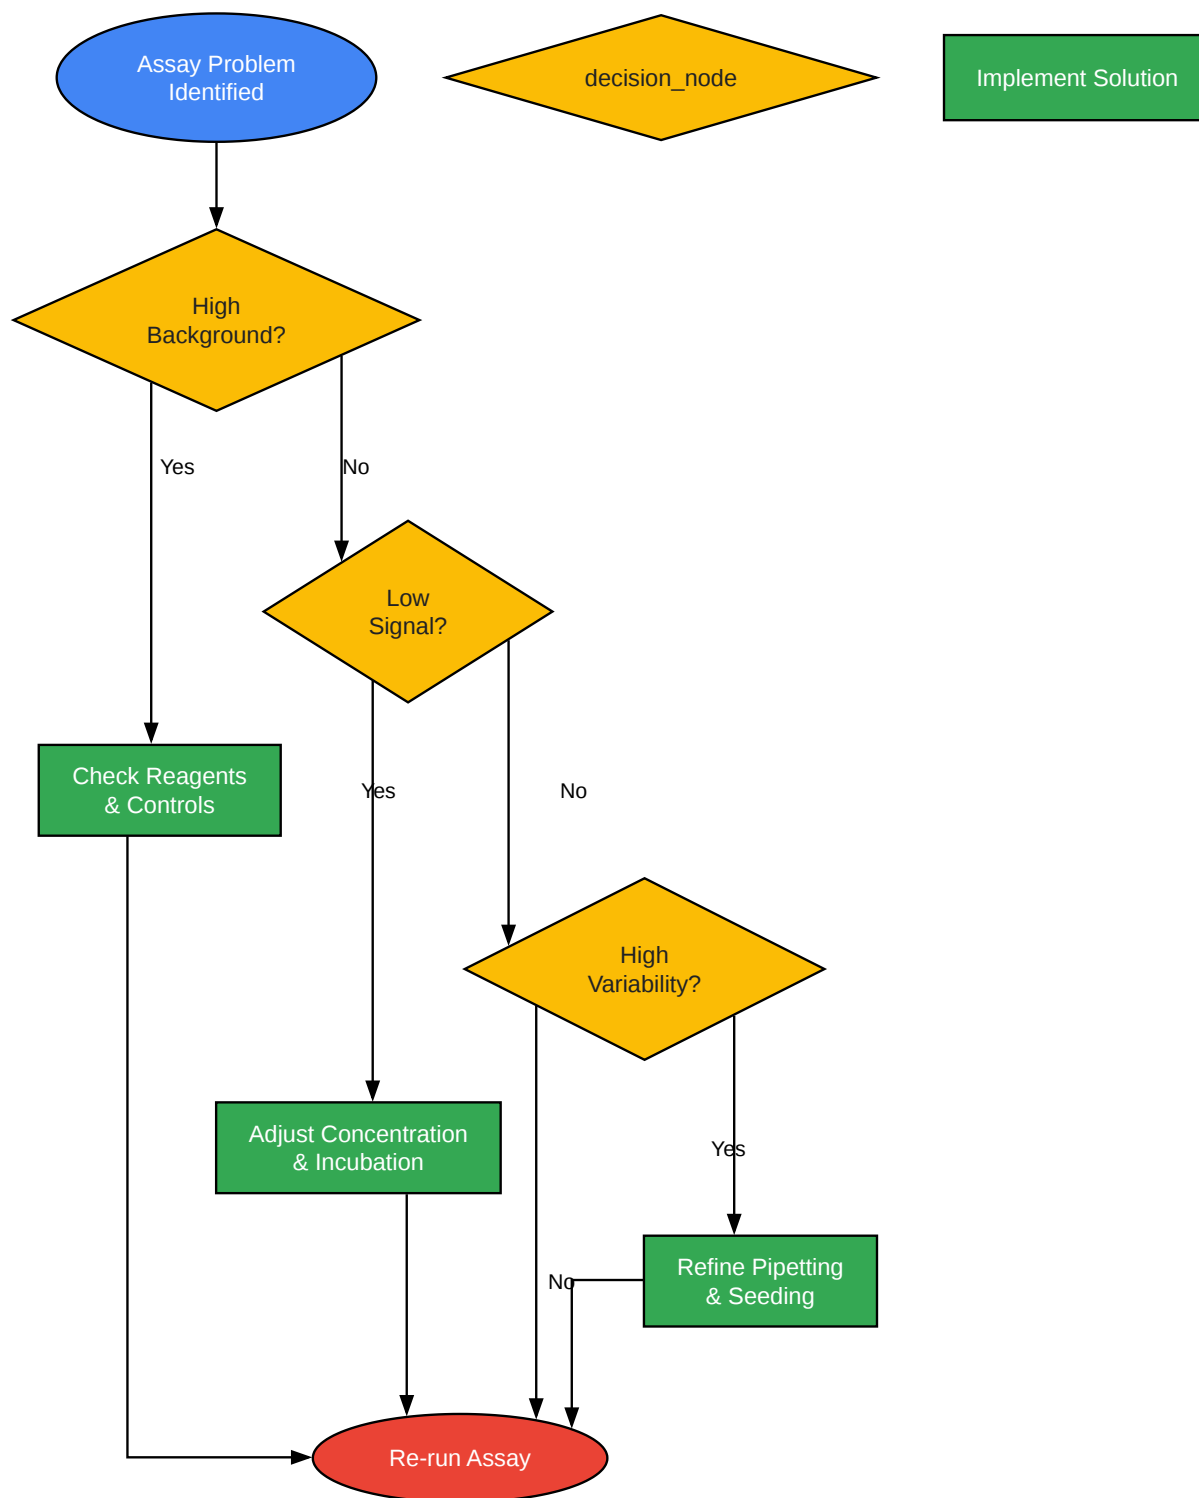 Assay Problem
Identified
decision_node
Implement Solution
High
Background?
Yes
No
Low
Signal?
Check Reagents
& Controls
Yes
No
High
Variability?
Adjust Concentration
& Incubation
Yes
Refine Pipetting
& Seeding
No
Re-run Assay